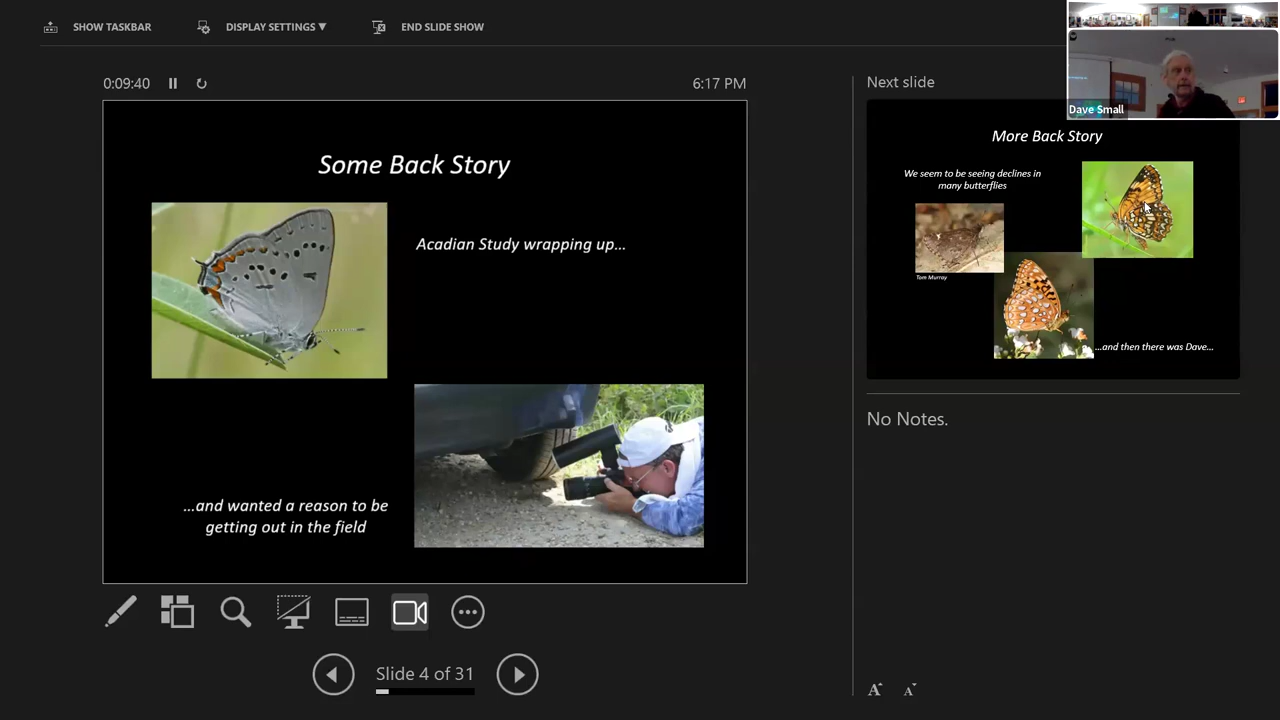 SHOW TASKBAR
DISPLAY SETTINGS ▼
END SLIDE SHOW
0:09:40
6:17 PM
Some Back Story
Acadian Study wrapping up...
...and wanted a reason to be
getting out in the field
Slide 4 of 31
Next slide
Dave Small
More Back Story
We seem to be seeing declines in
many butterflies
Tom Murray
...and then there was Dave...
No Notes.
A A